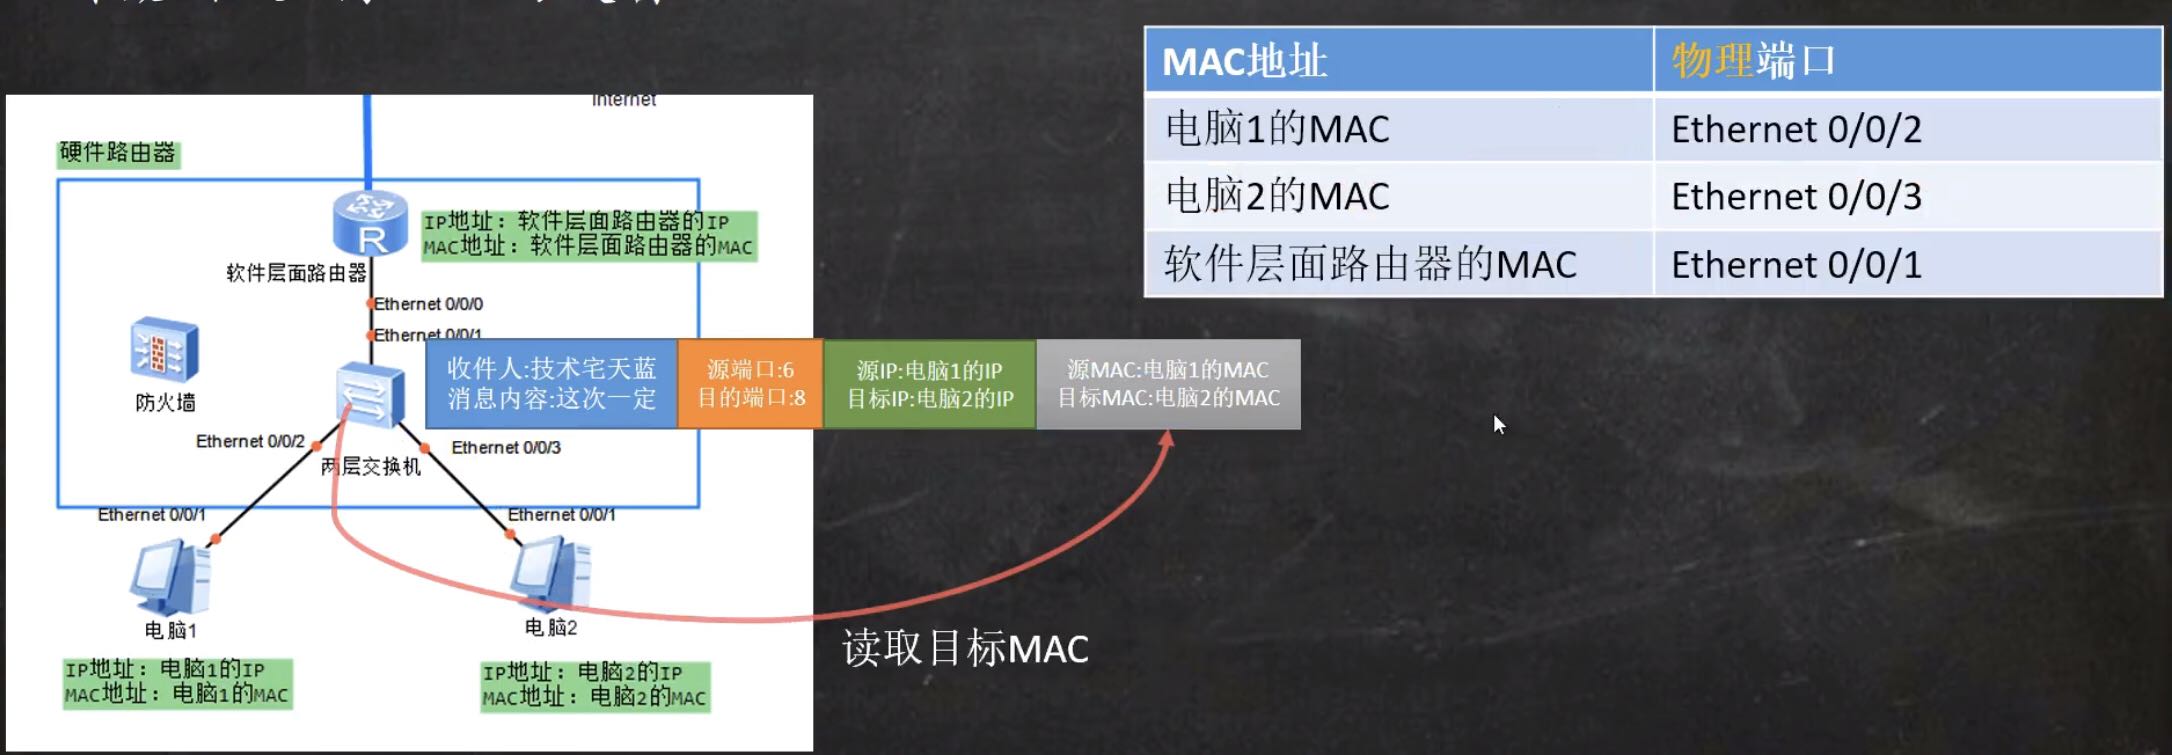 MAC地址 物理端口
电脑1的MAC Ethernet 0/0/2
电脑2的MAC Ethernet 0/0/3
软件层面路由器的MAC Ethernet 0/0/1
Internet
硬件路由器
IP地址：软件层面路由器的IP
MAC地址：软件层面路由器的MAC
R
软件层面路由器
Ethernet 0/0/0
Ethernet 0/0/1
防火墙
收件人:技术宅天蓝
消息内容:这次一定
源端口:6
目的端口:8
源IP:电脑1的IP
目标IP:电脑2的IP
源MAC:电脑1的MAC
目标MAC:电脑2的MAC
Ethernet 0/0/2
Ethernet 0/0/3
两层交换机
Ethernet 0/0/1
Ethernet 0/0/1
电脑1
电脑2
IP地址：电脑1的IP
MAC地址：电脑1的MAC
IP地址：电脑2的IP
MAC地址：电脑2的MAC
读取目标MAC